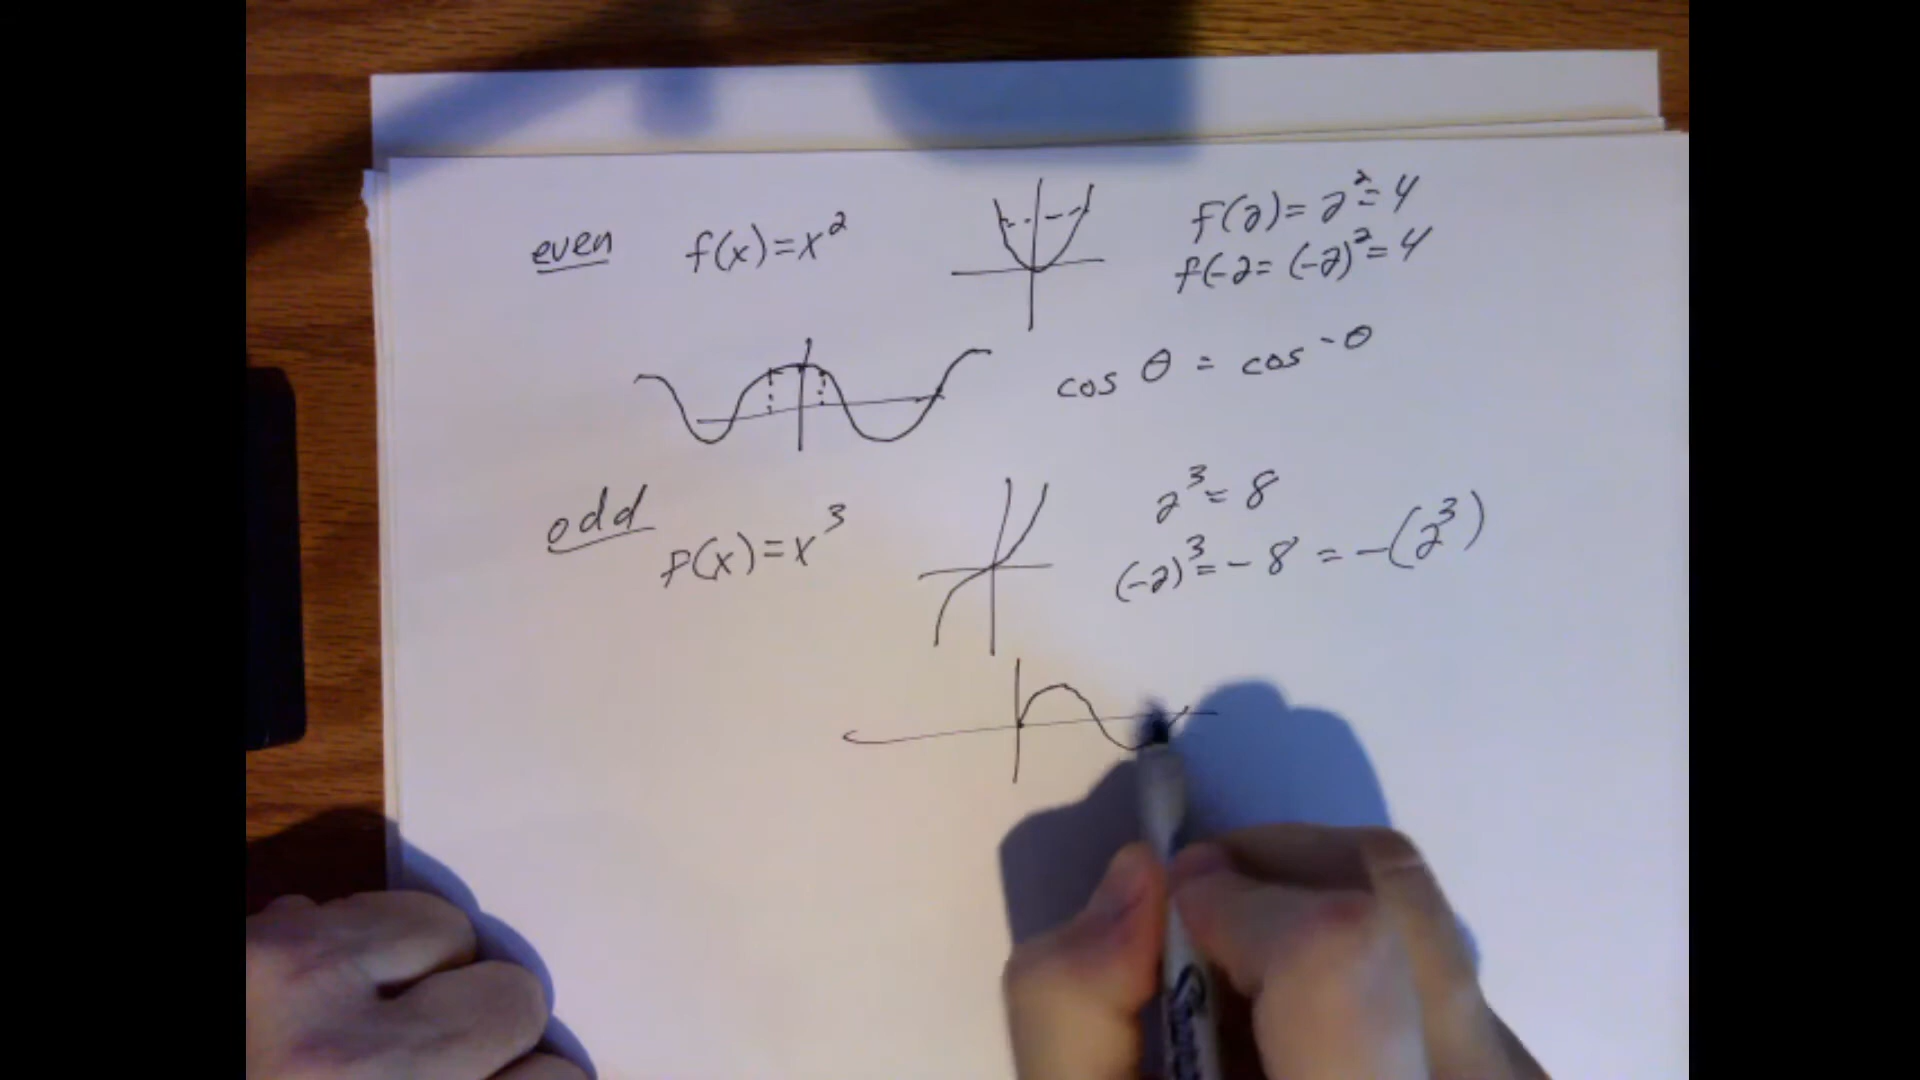 even f(x)=x² f(2)=2²=4
f(-2=(-2)²=4
cos θ = cos -θ
odd f(x)=x³ 2³=8
(-2)³=-8=-(2³)